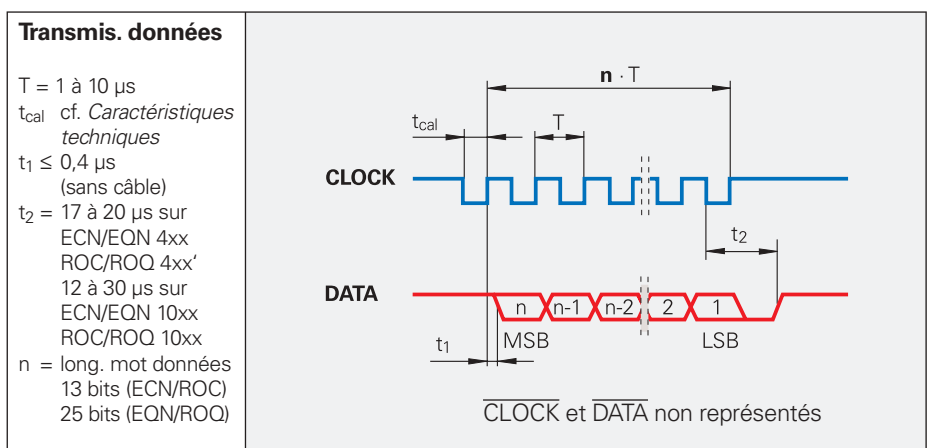 Transmis. données
T = 1 à 10 µs
tcal cf. Caractéristiques
techniques
t1 ≤ 0,4 µs
(sans câble)
t2 = 17 à 20 µs sur
ECN/EQN 4xx
ROC/ROQ 4xx‘
12 à 30 µs sur
ECN/EQN 10xx
ROC/ROQ 10xx
n = long. mot données
13 bits (ECN/ROC)
25 bits (EQN/ROQ)
n · T
tcal T
CLOCK
t2
DATA
n n-1 n-2 2 1
t1 MSB LSB
CLOCK et DATA non représentés